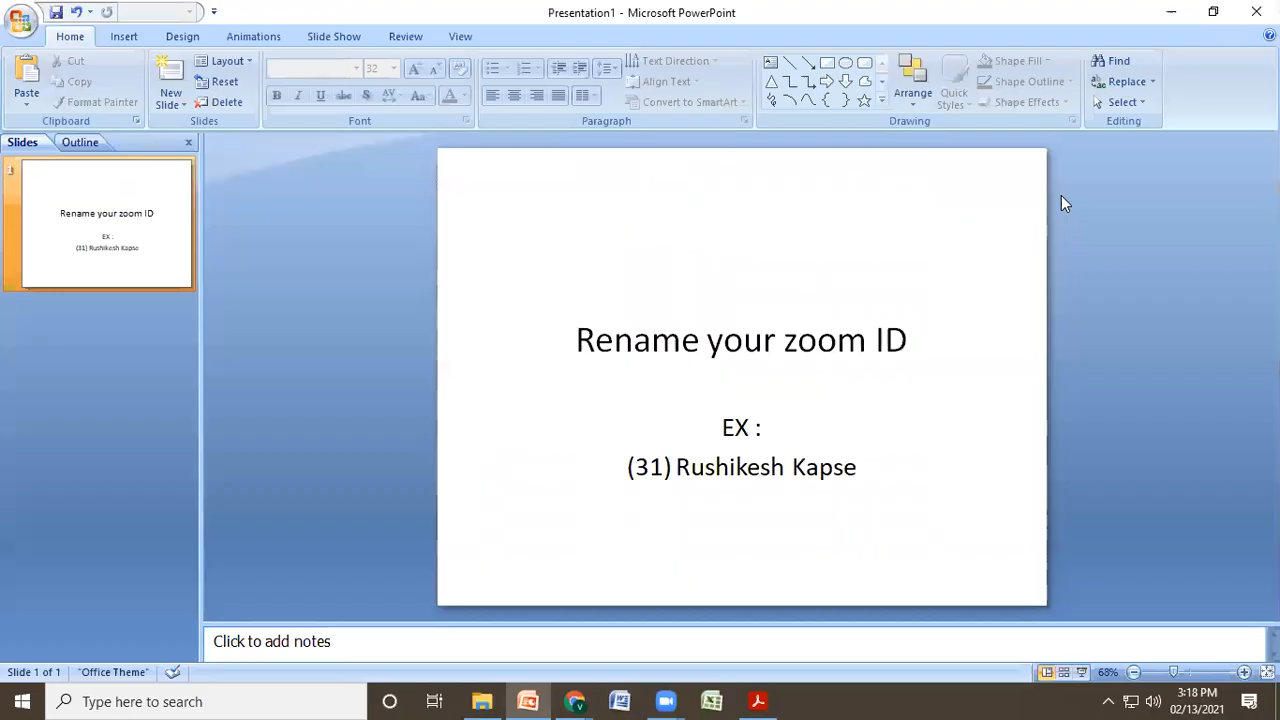 Presentation1 - Microsoft PowerPoint
Home Insert Design Slide Show Animations Review View
Paste
Cut
Copy
Format Painter
Clipboard
New Slide
Layout
Reset
Delete
Slides
32
B I U abc S AV Aa A
Font
Text Direction
Align Text
Convert to SmartArt
Paragraph
Arrange
Quick Styles
Shape Fill
Shape Outline
Shape Effects
Drawing
Find
Replace
Select
Editing
Slides Outline
1
Rename your zoom ID
EX :
(31) Rushikesh Kapse
Rename your zoom ID
EX :
(31) Rushikesh Kapse
Click to add notes
Slide 1 of 1 "Office Theme" 68%
Type here to search
3:18 PM
02/13/2021